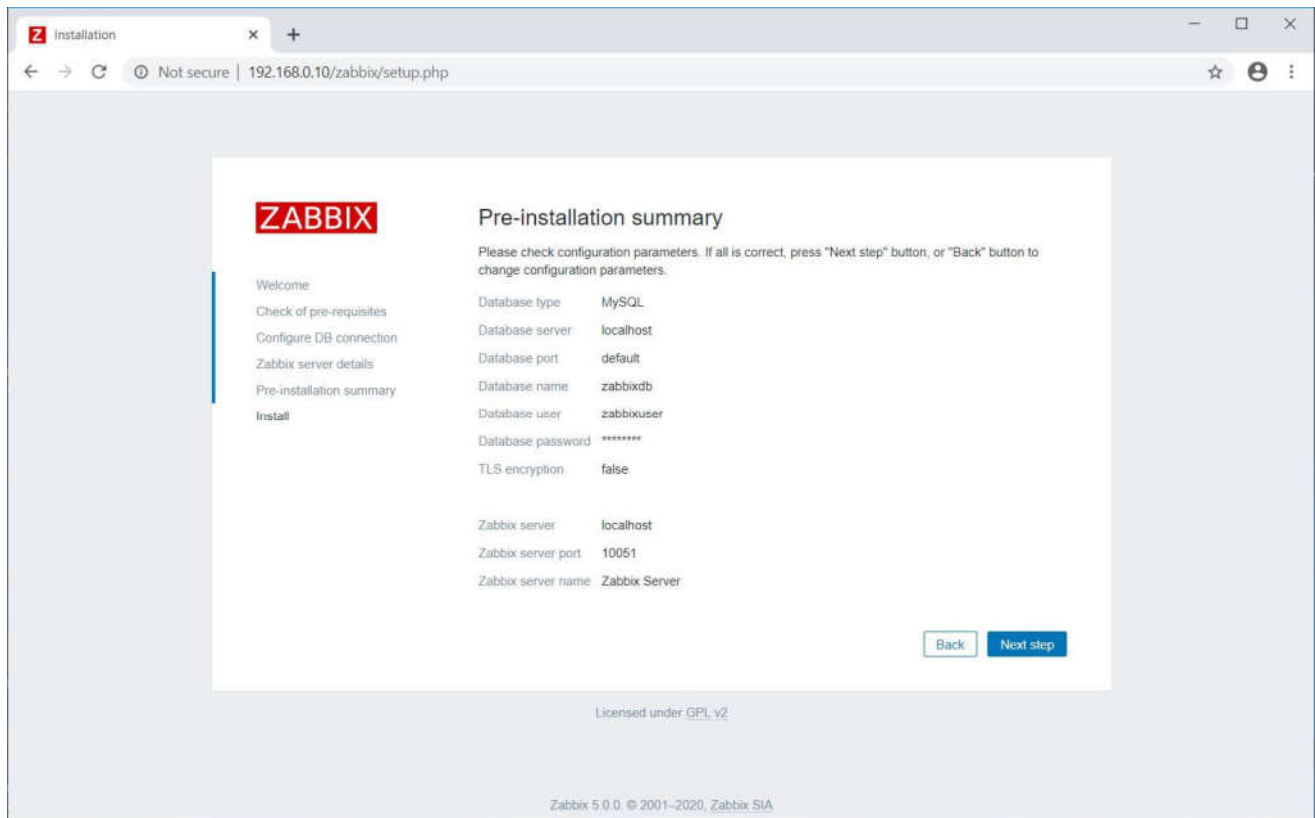 Z Installation
Not secure | 192.168.0.10/zabbix/setup.php
ZABBIX
Welcome
Check of pre-requisites
Configure DB connection
Zabbix server details
Pre-installation summary
Install
Pre-installation summary
Please check configuration parameters. If all is correct, press "Next step" button, or "Back" button to
change configuration parameters.
Database type MySQL
Database server localhost
Database port default
Database name zabbixdb
Database user zabbixuser
Database password ********
TLS encryption false
Zabbix server localhost
Zabbix server port 10051
Zabbix server name Zabbix Server
Back Next step
Licensed under GPL v2
Zabbix 5.0.0. © 2001–2020, Zabbix SIA